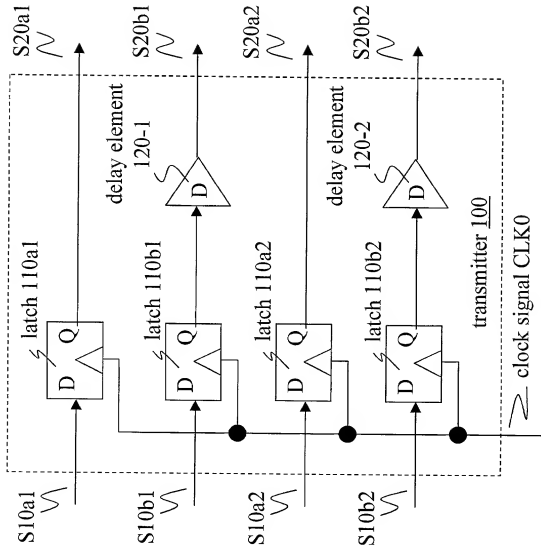 S10a1
D Q
latch 110a1
S20a1
S10b1
D Q
latch 110b1
delay element
120-1
D
S20b1
S10a2
D Q
latch 110a2
S20a2
S10b2
D Q
latch 110b2
delay element
120-2
D
S20b2
transmitter 100
clock signal CLK0